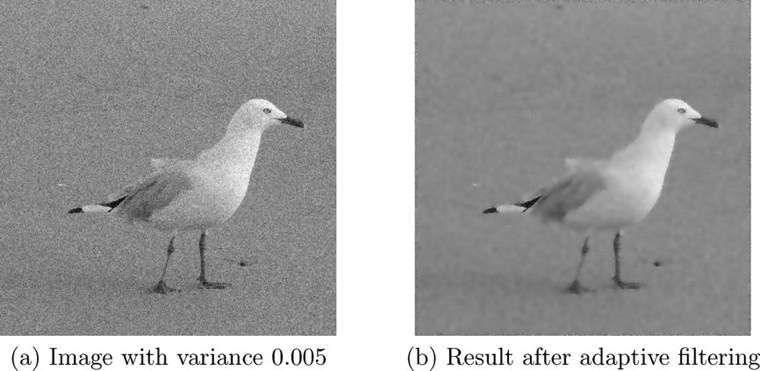 (a) Image with variance 0.005
(b) Result after adaptive filtering